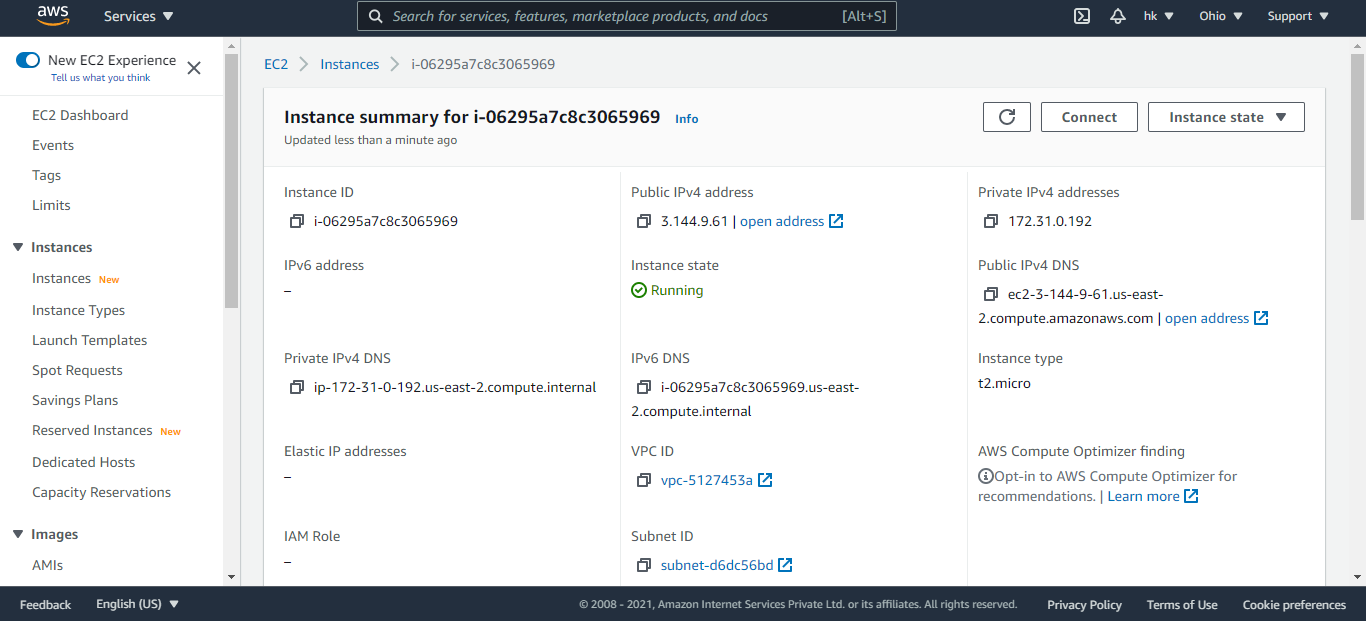 aws
Services
Search for services, features, marketplace products, and docs [Alt+S]
hk
Ohio
Support
New EC2 Experience
Tell us what you think
EC2 Dashboard
Events
Tags
Limits
Instances
Instances New
Instance Types
Launch Templates
Spot Requests
Savings Plans
Reserved Instances New
Dedicated Hosts
Capacity Reservations
Images
AMIs
EC2 Instances i-06295a7c8c3065969
Instance summary for i-06295a7c8c3065969 Info
Updated less than a minute ago
Connect
Instance state
Instance ID
i-06295a7c8c3065969
Public IPv4 address
3.144.9.61 | open address
Private IPv4 addresses
172.31.0.192
IPv6 address
–
Instance state
Running
Public IPv4 DNS
ec2-3-144-9-61.us-east-
2.compute.amazonaws.com | open address
Private IPv4 DNS
ip-172-31-0-192.us-east-2.compute.internal
IPv6 DNS
i-06295a7c8c3065969.us-east-
2.compute.internal
Instance type
t2.micro
Elastic IP addresses
–
VPC ID
vpc-5127453a
AWS Compute Optimizer finding
Opt-in to AWS Compute Optimizer for
recommendations. | Learn more
IAM Role
–
Subnet ID
subnet-d6dc56bd
Feedback
English (US)
© 2008 - 2021, Amazon Internet Services Private Ltd. or its affiliates. All rights reserved.
Privacy Policy
Terms of Use
Cookie preferences